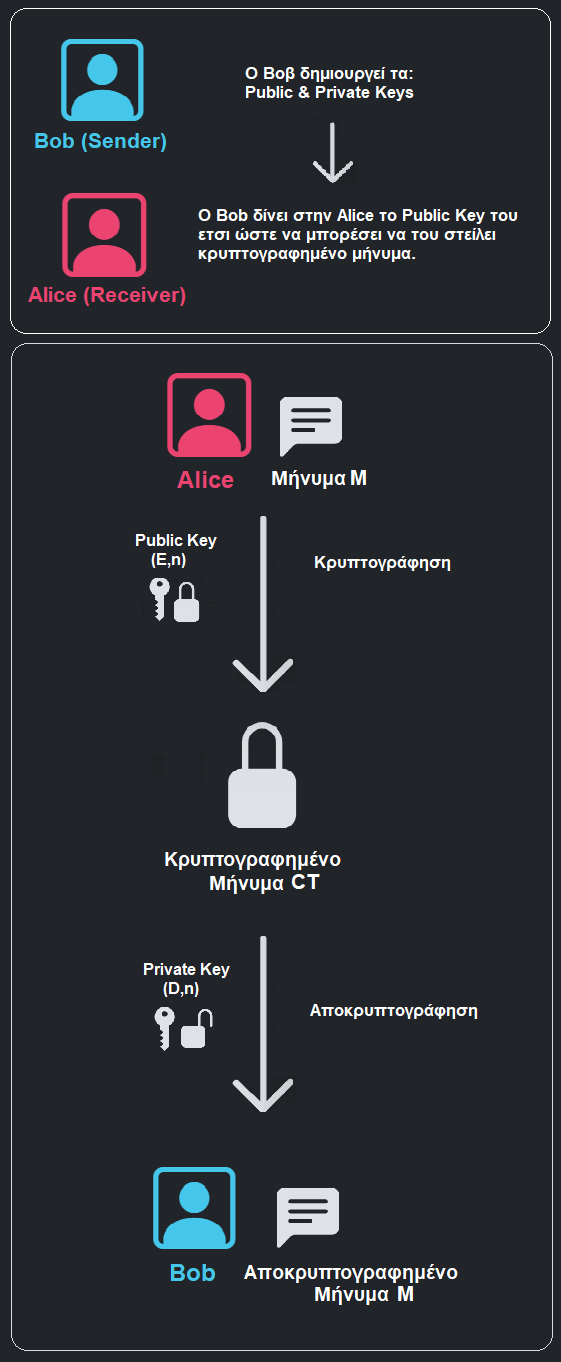 Ο Βοβ δημιουργεί τα:
Public & Private Keys
Bob (Sender)
Ο Bob δίνει στην Alice το Public Key του
ετσι ώστε να μπορέσει να του στείλει
κρυπτογραφημένο μήνυμα.
Alice (Receiver)
Alice
Μήνυμα M
Public Key
(E,n)
Κρυπτογράφηση
Κρυπτογραφημένο
Μήνυμα CT
Private Key
(D,n)
Αποκρυπτογράφηση
Bob
Αποκρυπτογραφημένο
Μήνυμα M